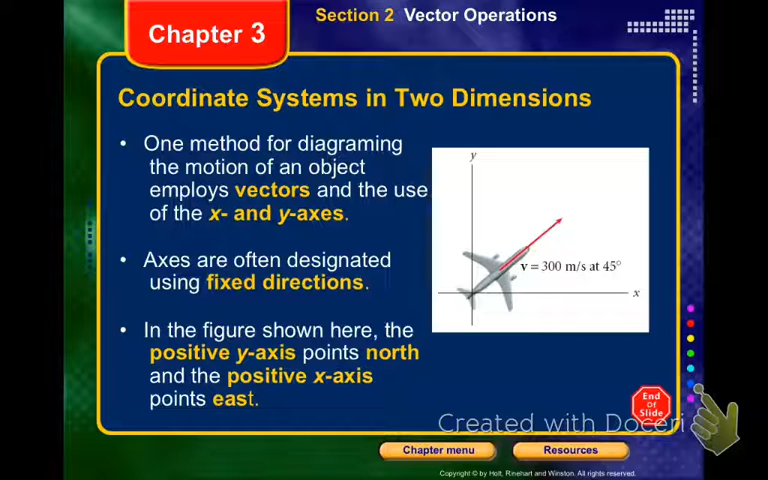 Section 2 Vector Operations
Chapter 3
Coordinate Systems in Two Dimensions
• One method for diagraming
the motion of an object
employs vectors and the use
of the x- and y-axes.
• Axes are often designated
using fixed directions.
• In the figure shown here, the
positive y-axis points north
and the positive x-axis
points east.
y
v = 300 m/s at 45°
x
End
Of
Slide
Created with Doceri
Chapter menu
Resources
Copyright © by Holt, Rinehart and Winston. All rights reserved.